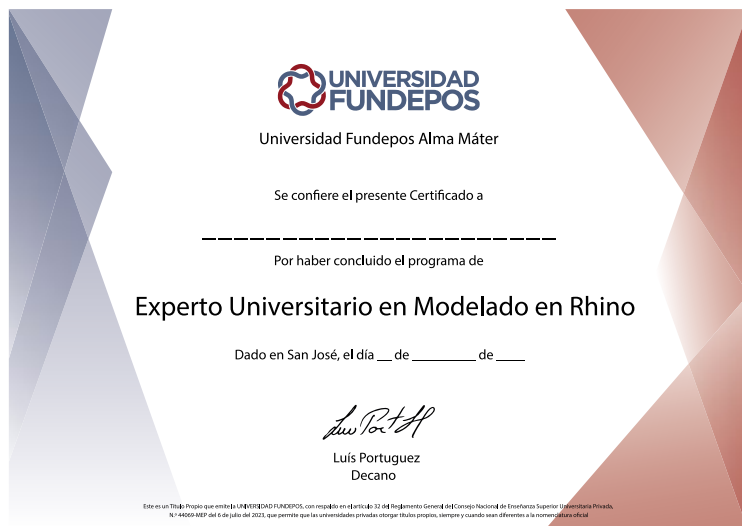 UNIVERSIDAD
FUNDEPOS
Universidad Fundepos Alma Máter
Se confiere el presente Certificado a
_ _ _ _ _ _ _ _ _ _ _ _ _ _ _ _ _ _ _ _ _ _
Por haber concluido el programa de
Experto Universitario en Modelado en Rhino
Dado en San José, el día __ de ________ de ____
Luís Portuguez
Decano
Este es un Título Propio que emite la UNIVERSIDAD FUNDEPOS, con respaldo en el artículo 32 del Reglamento General del Consejo Nacional de Enseñanza Superior Universitaria Privada,
N.º 44069-MEP del 6 de julio del 2023, que permite que las universidades privadas otorgar títulos propios, siempre y cuando sean diferentes a la nomenclatura oficial